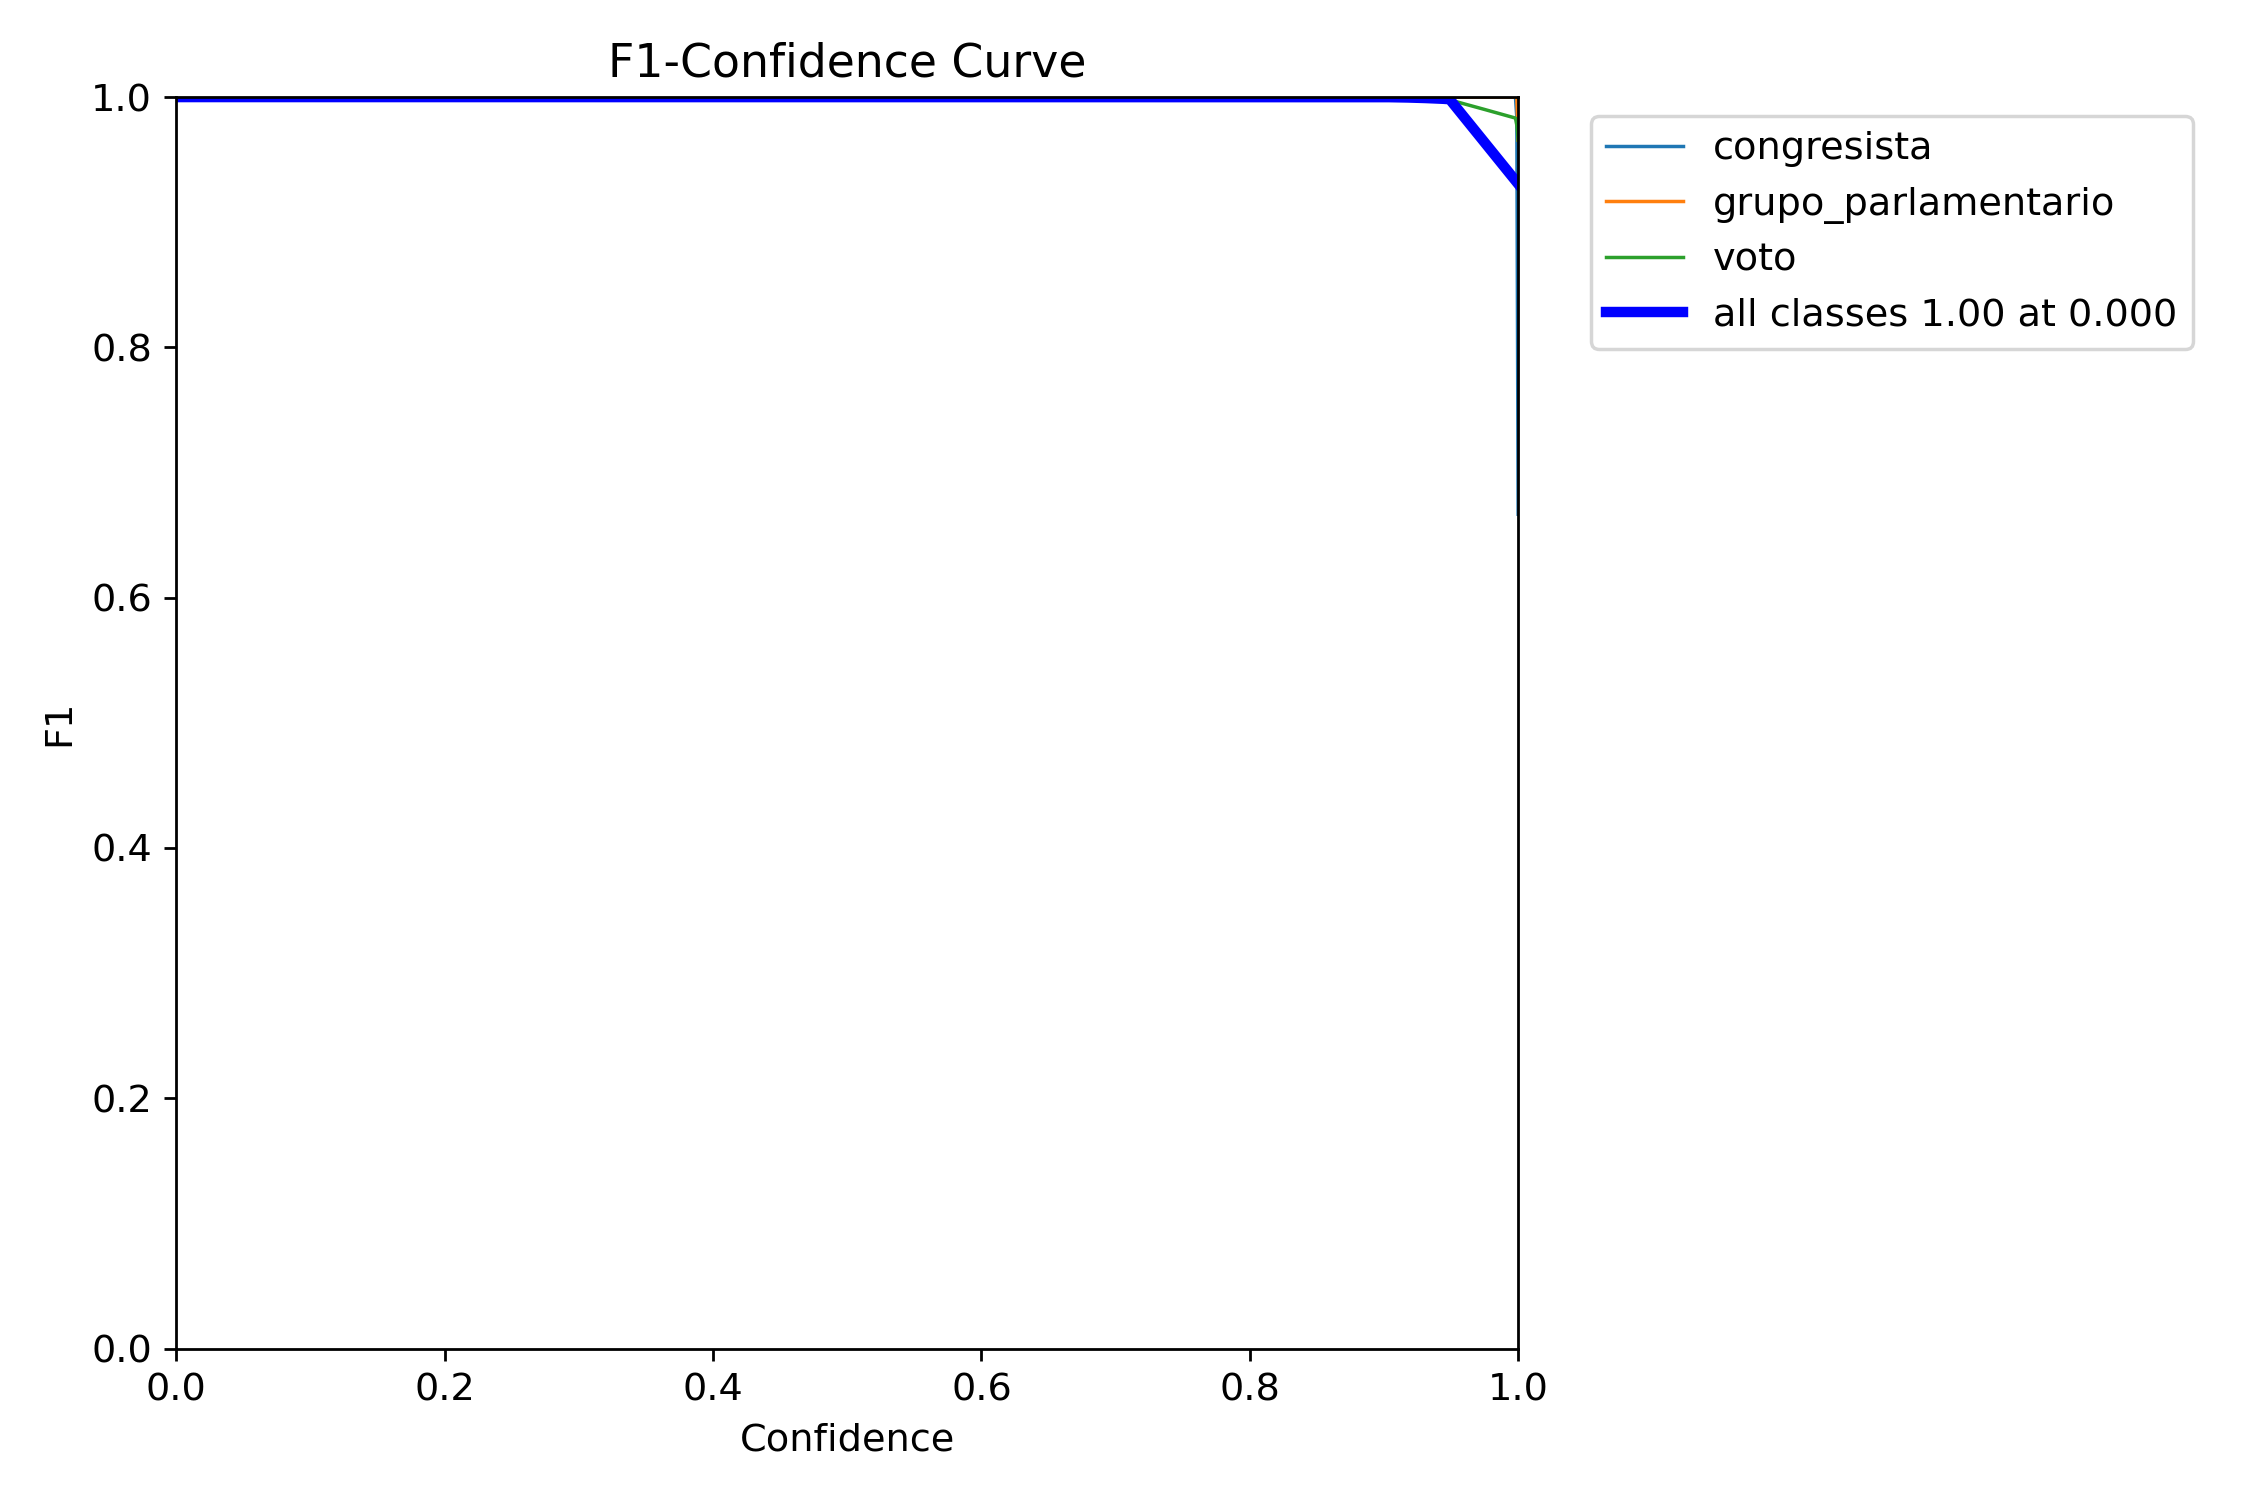 F1-Confidence Curve
1.0
0.8
0.6
0.4
0.2
0.0
F1
0.0 0.2 0.4 0.6 0.8 1.0
Confidence
congresista
grupo_parlamentario
voto
all classes 1.00 at 0.000